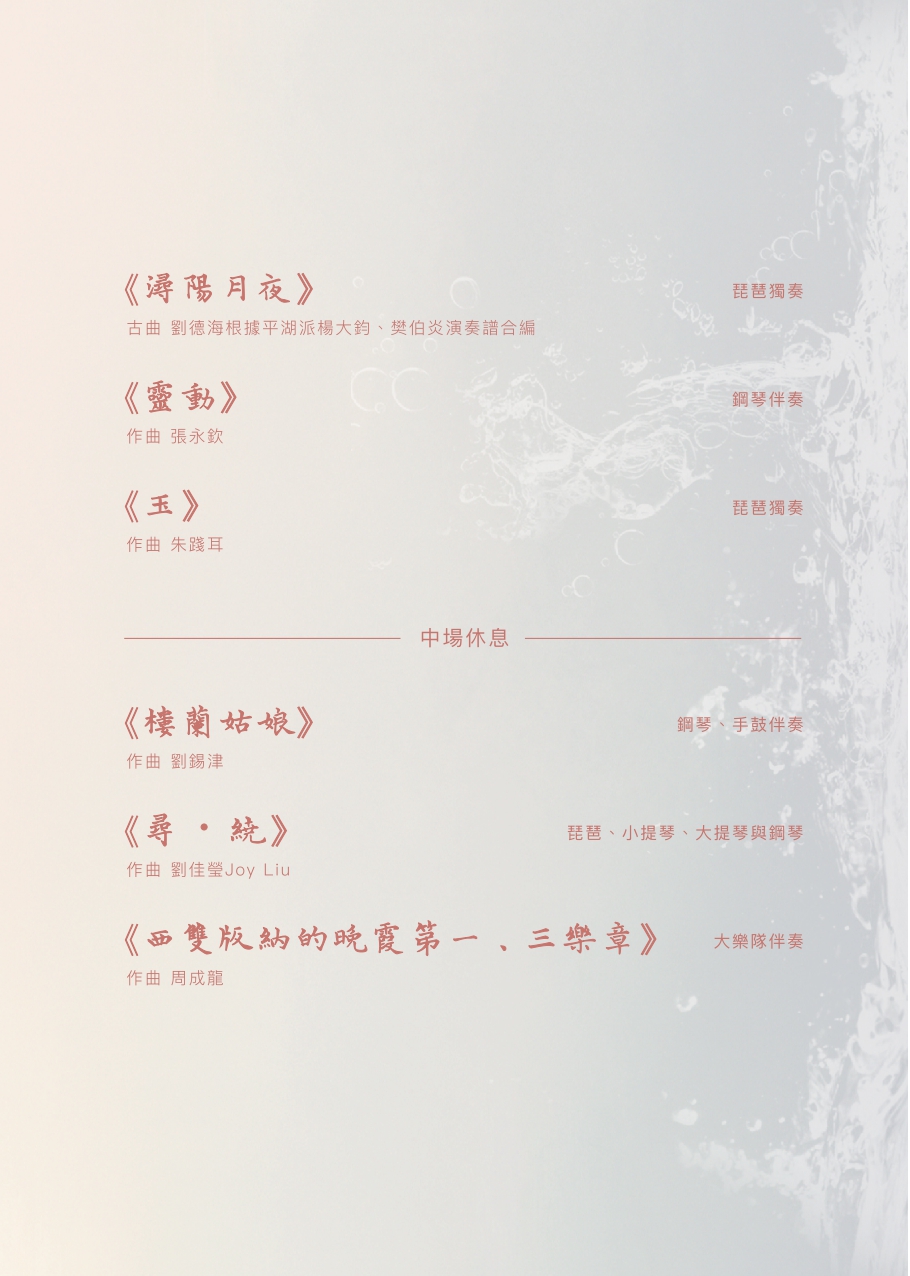 《潯陽月夜》 琵琶獨奏
古曲 劉德海根據平湖派楊大鈞、樊伯炎演奏譜合編
《靈動》 鋼琴伴奏
作曲 張永欽
《玉》 琵琶獨奏
作曲 朱踐耳
中場休息
《樓蘭姑娘》 鋼琴、手鼓伴奏
作曲 劉錫津
《尋・繞》 琵琶、小提琴、大提琴與鋼琴
作曲 劉佳瑩Joy Liu
《西雙版納的晚霞第一、三樂章》 大樂隊伴奏
作曲 周成龍